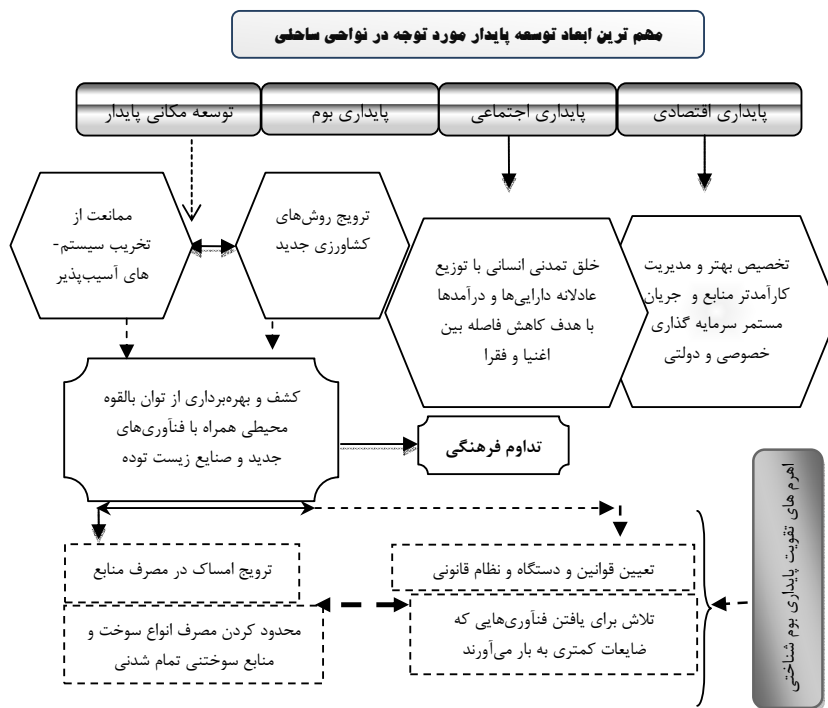 مهم ترین ابعاد توسعه پایدار مورد توجه در نواحی ساحلی
پایداری اقتصادی
پایداری اجتماعی
پایداری بوم
توسعه مکانی پایدار
تخصیص بهتر و مدیریت
کارآمدتر منابع و جریان
مستمر سرمایه گذاری
خصوصی و دولتی
خلق تمدنی انسانی با توزیع
عادلانه دارایی‌ها و درآمدها
با هدف کاهش فاصله بین
اغنیا و فقرا
ترویج روش‌های
کشاورزی جدید
ممانعت از
تخریب سیستم-
های آسیب‌پذیر
کشف و بهره‌برداری از توان بالقوه
محیطی همراه با فنآوری‌های
جدید و صنایع زیست توده
تداوم فرهنگی
اهرم های تقویت پایداری بوم شناختی
تعیین قوانین و دستگاه و نظام قانونی
تلاش برای یافتن فنآوری‌هایی که
ضایعات کمتری به بار می‌آورند
ترویج امساک در مصرف منابع
محدود کردن مصرف انواع سوخت و
منابع سوختنی تمام شدنی